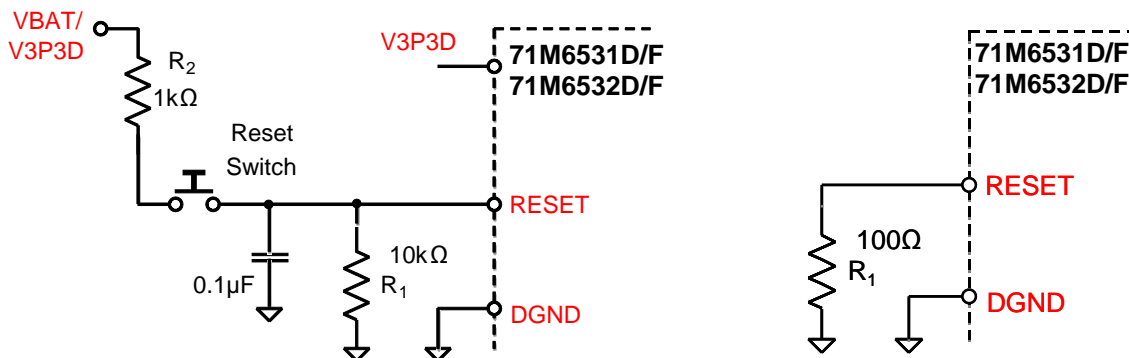 VBAT/
V3P3D
R2
1kΩ
Reset
Switch
0.1µF
10kΩ
R1
V3P3D
71M6531D/F
71M6532D/F
RESET
DGND
100Ω
R1
71M6531D/F
71M6532D/F
RESET
DGND